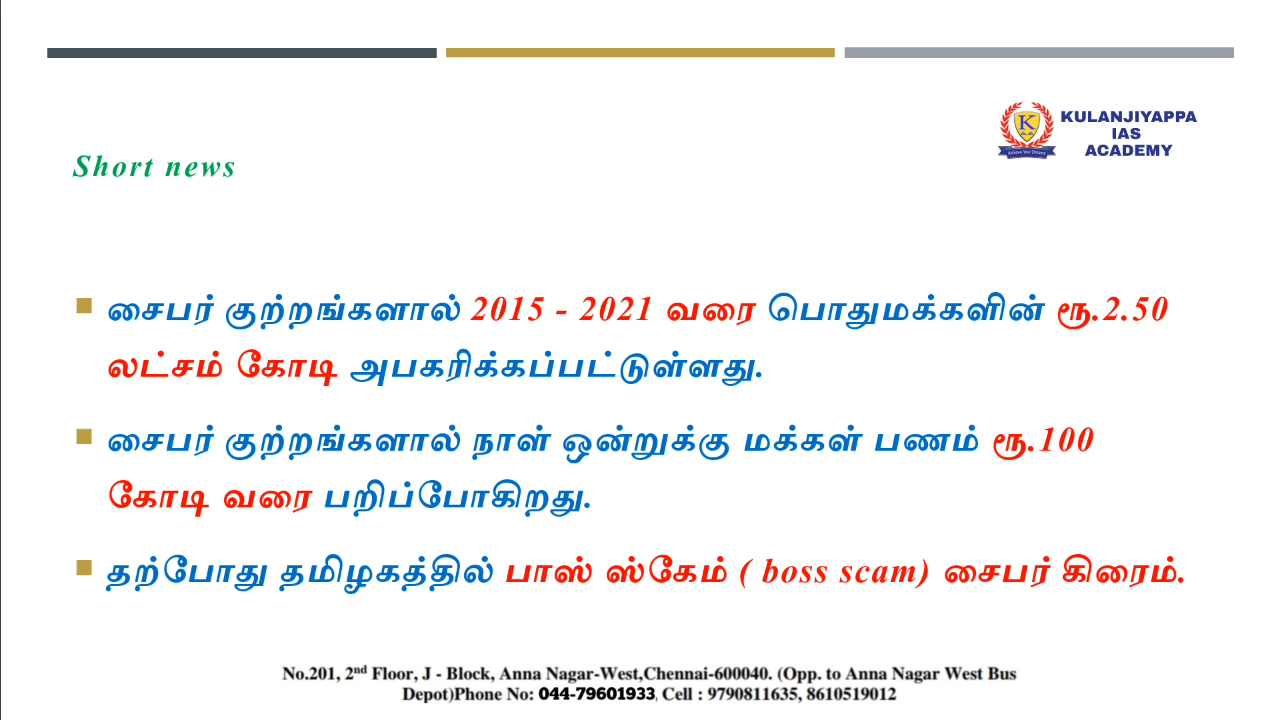 KULANJIYAPPA
IAS
ACADEMY
Short news
சைபர் குற்றங்களால் 2015 - 2021 வரை பொதுமக்களின் ரூ.2.50
லட்சம் கோடி அபகரிக்கப்பட்டுள்ளது.
சைபர் குற்றங்களால் நாள் ஒன்றுக்கு மக்கள் பணம் ரூ.100
கோடி வரை பறிப்போகிறது.
தற்போது தமிழகத்தில் பாஸ் ஸ்கேம் ( boss scam) சைபர் கிரைம்.
No.201, 2nd Floor, J - Block, Anna Nagar-West,Chennai-600040. (Opp. to Anna Nagar West Bus
Depot)Phone No: 044-79601933, Cell : 9790811635, 8610519012